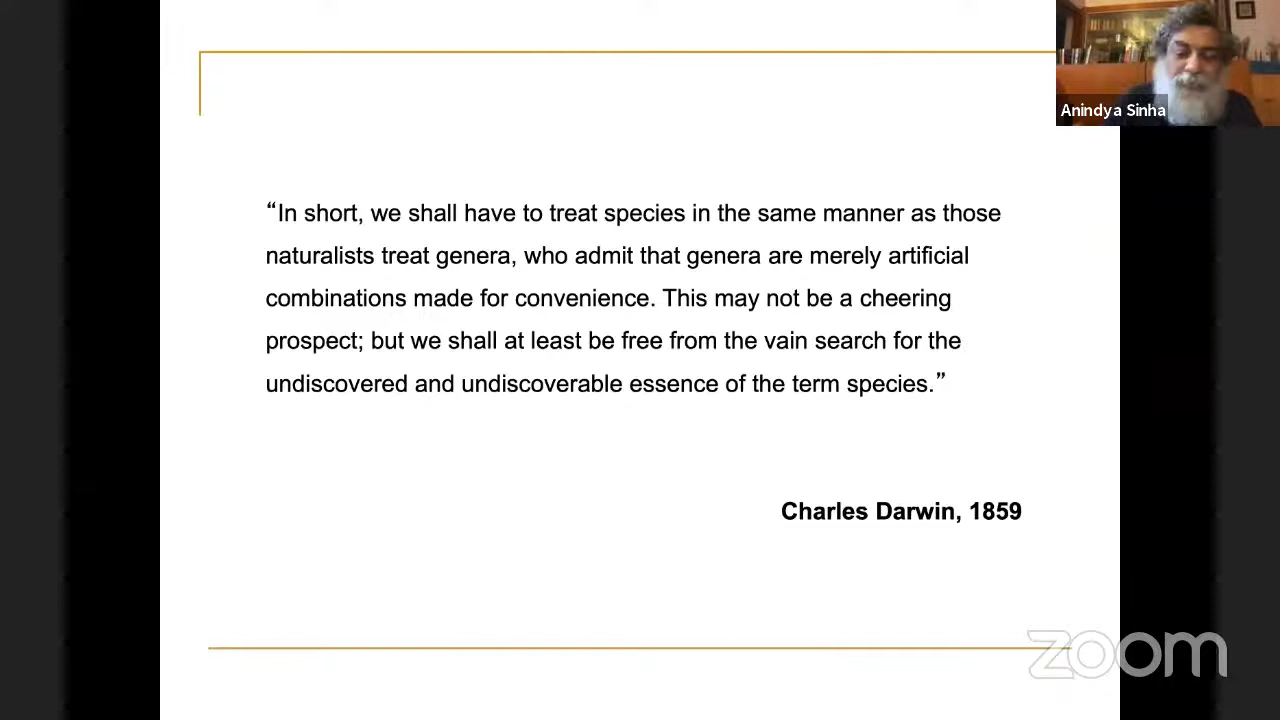 Anindya Sinha
“In short, we shall have to treat species in the same manner as those
naturalists treat genera, who admit that genera are merely artificial
combinations made for convenience. This may not be a cheering
prospect; but we shall at least be free from the vain search for the
undiscovered and undiscoverable essence of the term species.”
Charles Darwin, 1859
zoom